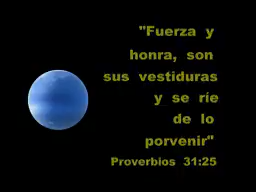 "Fuerza y
honra, son
sus vestiduras
y se ríe
de lo
porvenir"
Proverbios 31:25